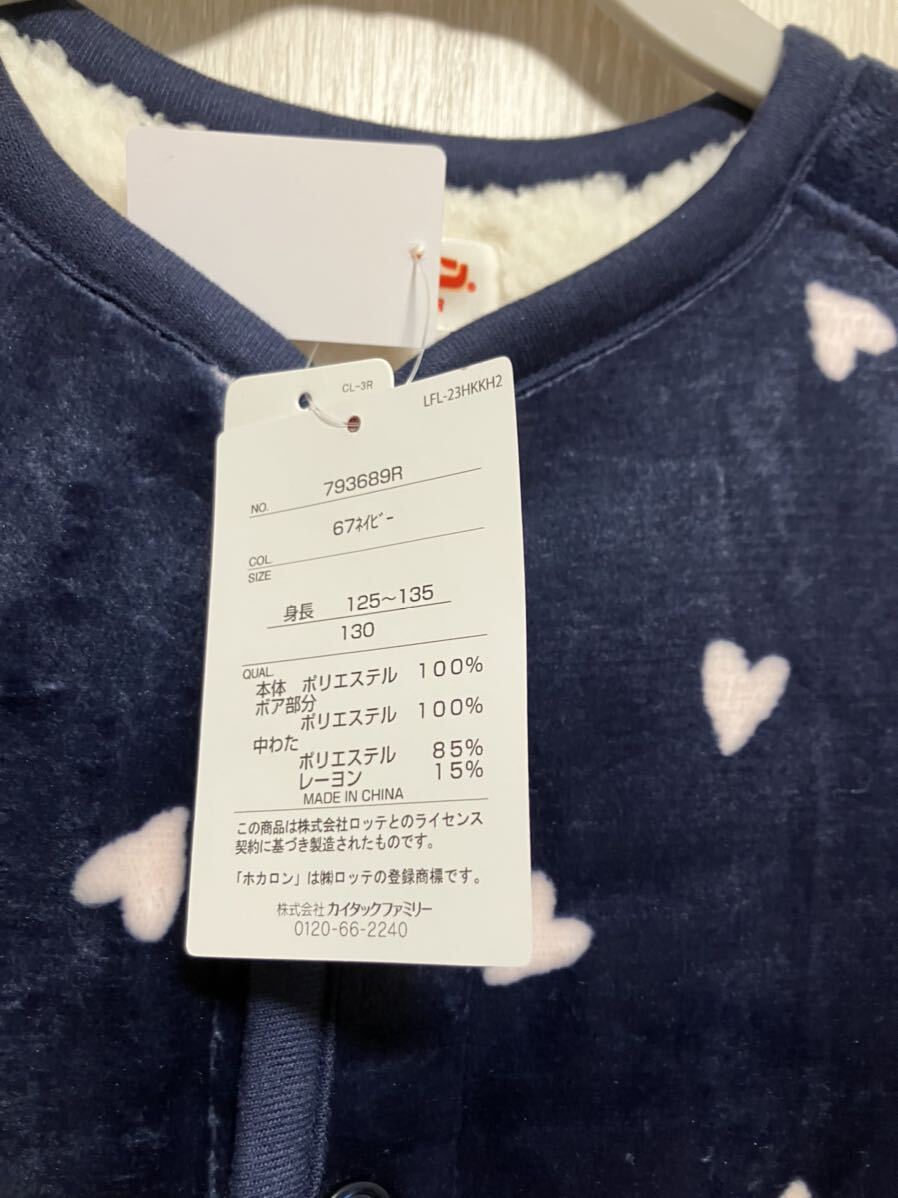 ン.
CL-3R
LFL-23HKKH2
NO. 793689R
67ﾈｲﾋﾞｰ
COL.
SIZE
身長 125～135
130
QUAL.
本体 ポリエステル 100%
ボア部分
ポリエステル 100%
中わた
ポリエステル 85%
レーヨン 15%
MADE IN CHINA
この商品は株式会社ロッテとのライセンス
契約に基づき製造されたものです。
「ホカロン」は㈱ロッテの登録商標です。
株式会社 カイタックファミリー
0120-66-2240